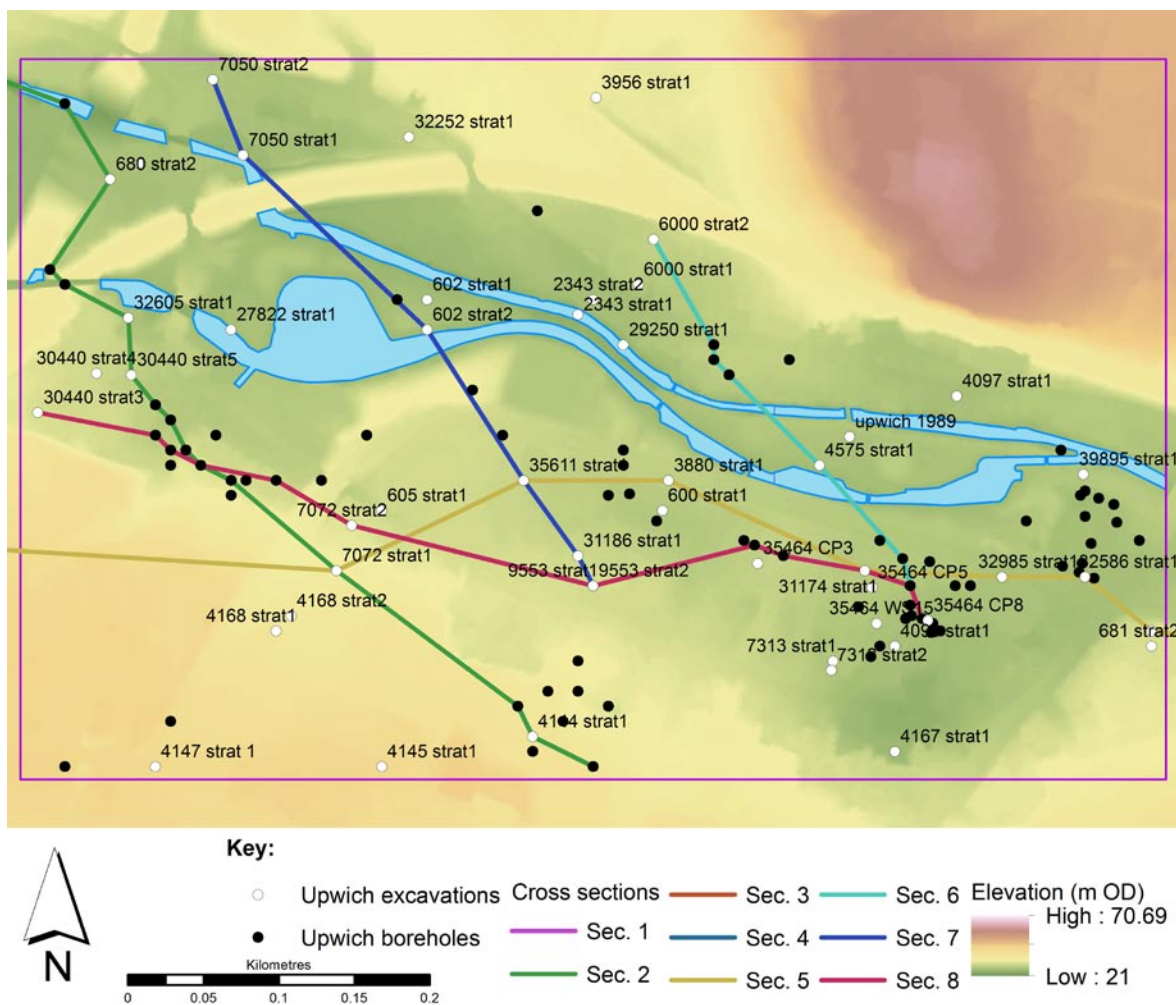 7050 strat2
3956 strat1
32252 strat1
7050 strat1
680 strat2
6000 strat2
6000 strat1
602 strat1
2343 strat2
2343 strat1
32605 strat1
27822 strat1
602 strat2
29250 strat1
30440 strat4
30440 strat5
4097 strat1
30440 strat3
upwich 1989
4575 strat1
35611 strat1
3880 strat1
39895 strat1
605 strat1
600 strat1
7072 strat2
31186 strat1
35464 CP3
7072 strat1
9553 strat1
9553 strat2
35464 CP5
32985 strat1
32586 strat1
31174 strat1
4168 strat2
4168 strat1
35464 CP8
681 strat2
7313 strat1
7313 strat2
4144 strat1
4167 strat1
4147 strat 1
4145 strat1
Key:
Upwich excavations
Upwich boreholes
Cross sections
Sec. 1
Sec. 2
Sec. 3
Sec. 4
Sec. 5
Sec. 6
Sec. 7
Sec. 8
Elevation (m OD)
High : 70.69
Low : 21
N
Kilometres
0 0.05 0.1 0.2